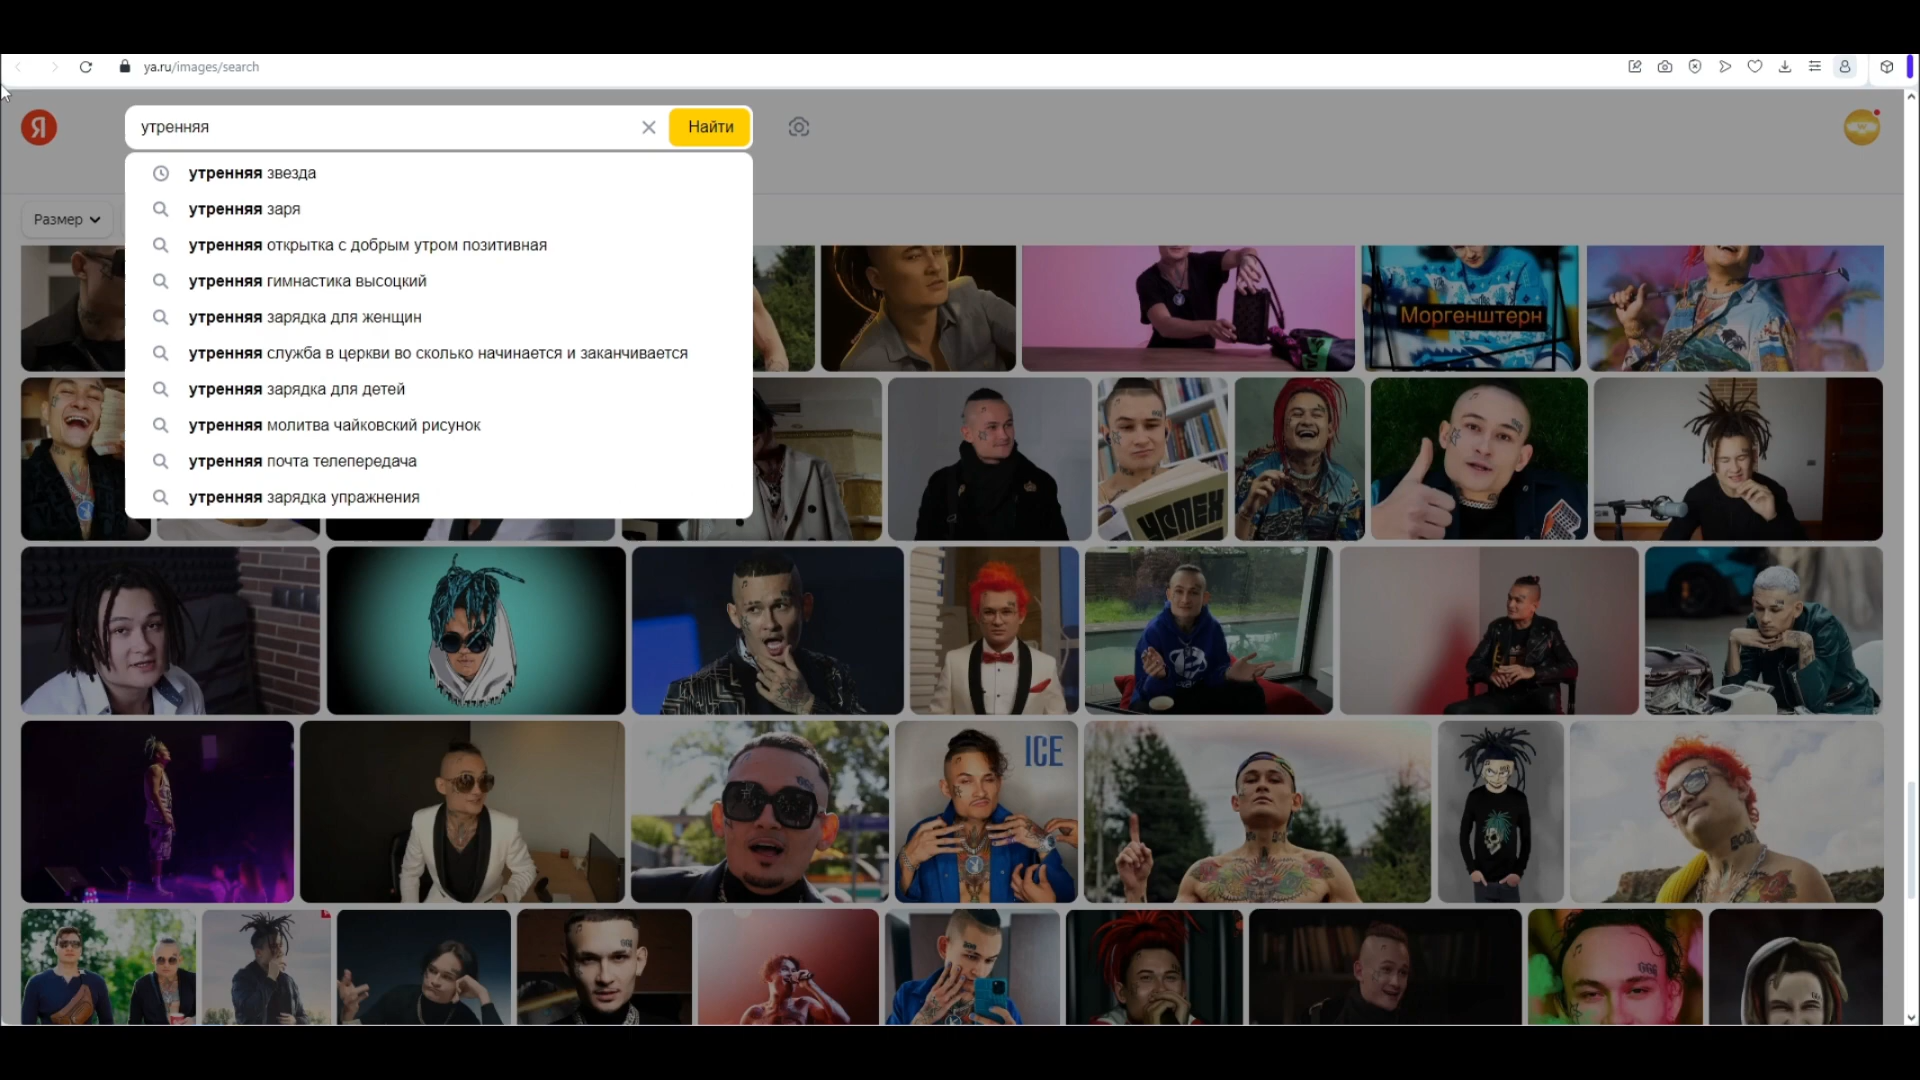 ya.ru/images/search
Я
утренняя
Найти
утренняя звезда
утренняя заря
утренняя открытка с добрым утром позитивная
утренняя гимнастика высоцкий
утренняя зарядка для женщин
утренняя служба в церкви во сколько начинается и заканчивается
утренняя зарядка для детей
утренняя молитва чайковский рисунок
утренняя почта телепередача
утренняя зарядка упражнения
Размер
Моргенштерн
УСПЕХ
ICE